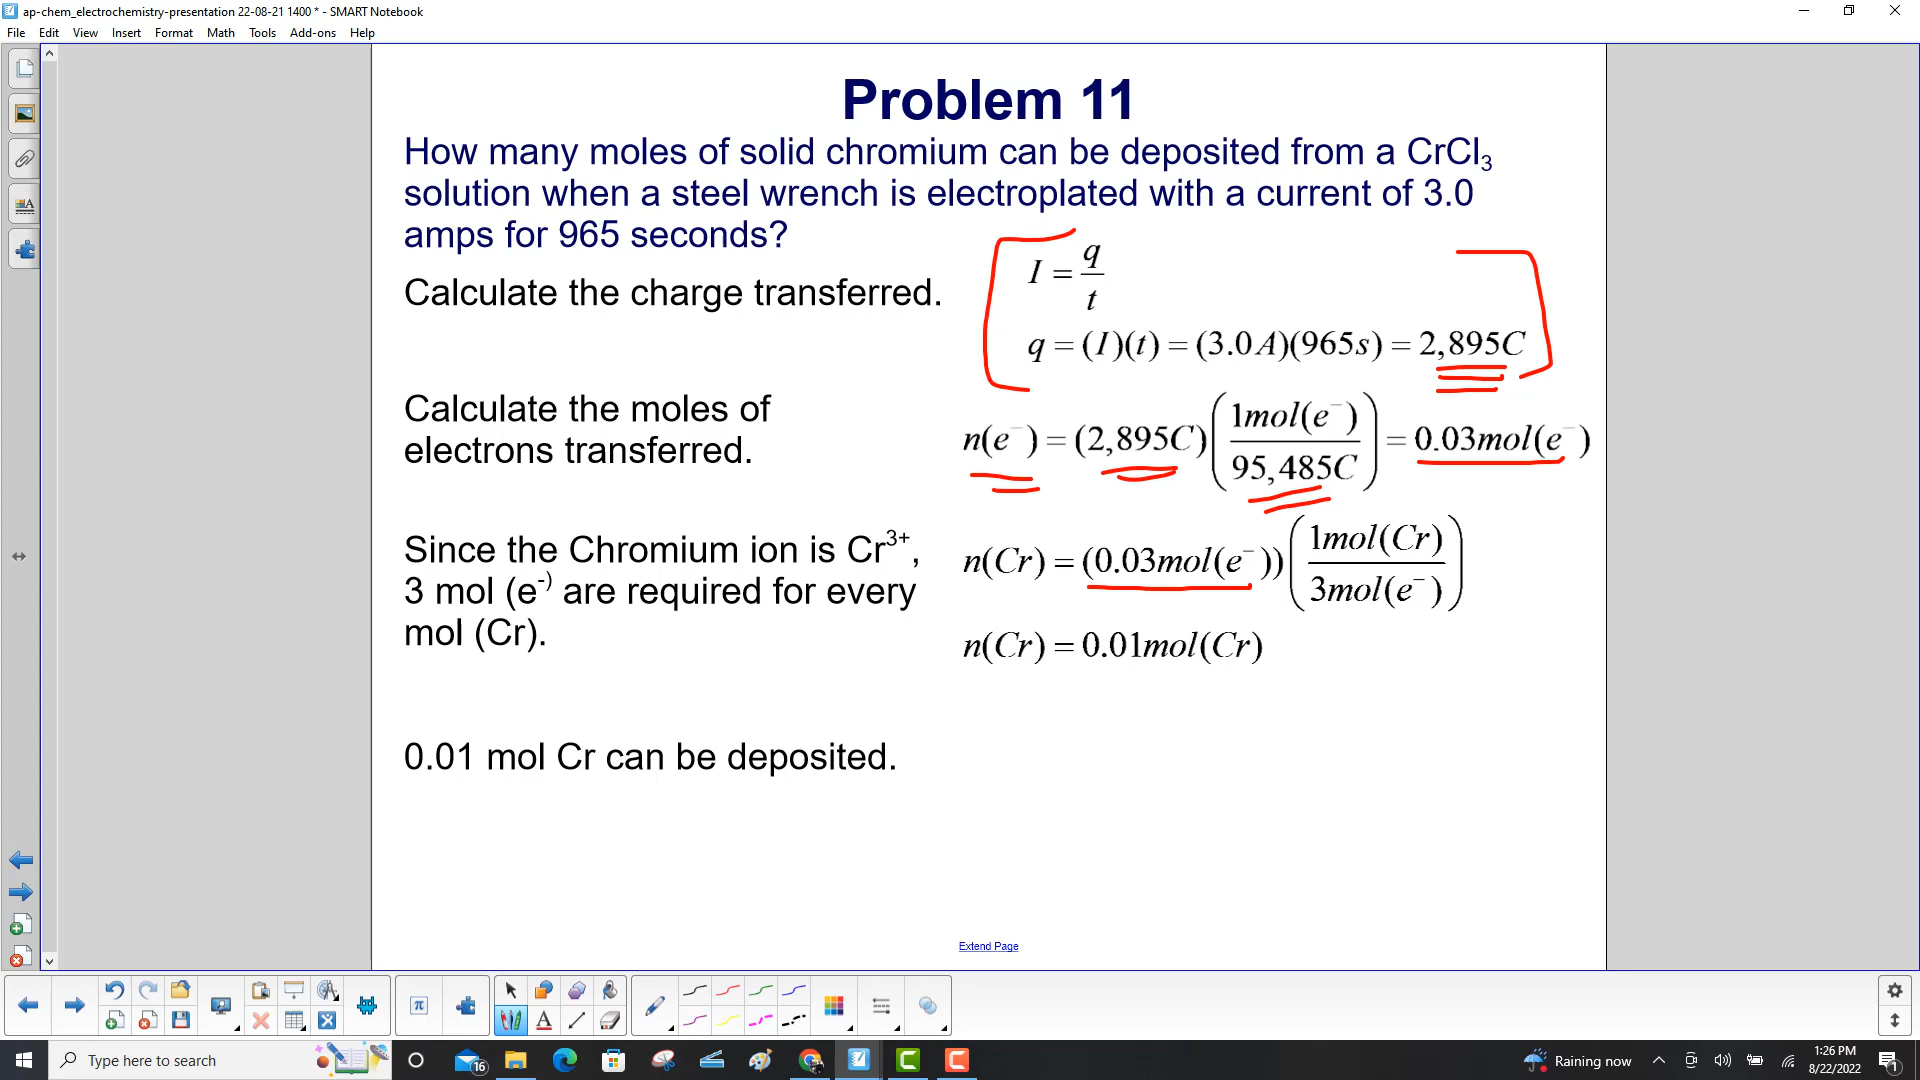 ap-chem_electrochemistry-presentation 22-08-21 1400 * - SMART Notebook
File Edit View Insert Format Math Tools Add-ons Help
Problem 11
How many moles of solid chromium can be deposited from a CrCl₃
solution when a steel wrench is electroplated with a current of 3.0
amps for 965 seconds?
Calculate the charge transferred.
I = q/t
q = (I)(t) = (3.0A)(965s) = 2,895C
Calculate the moles of
electrons transferred.
n(e⁻) = (2,895C)(1mol(e⁻)/95,485C) = 0.03mol(e⁻)
Since the Chromium ion is Cr³⁺,
3 mol (e⁻⁾ are required for every
mol (Cr).
n(Cr) = (0.03mol(e⁻))(1mol(Cr)/3mol(e⁻))
n(Cr) = 0.01mol(Cr)
0.01 mol Cr can be deposited.
Extend Page
Type here to search
16
Raining now
1:26 PM
8/22/2022
1